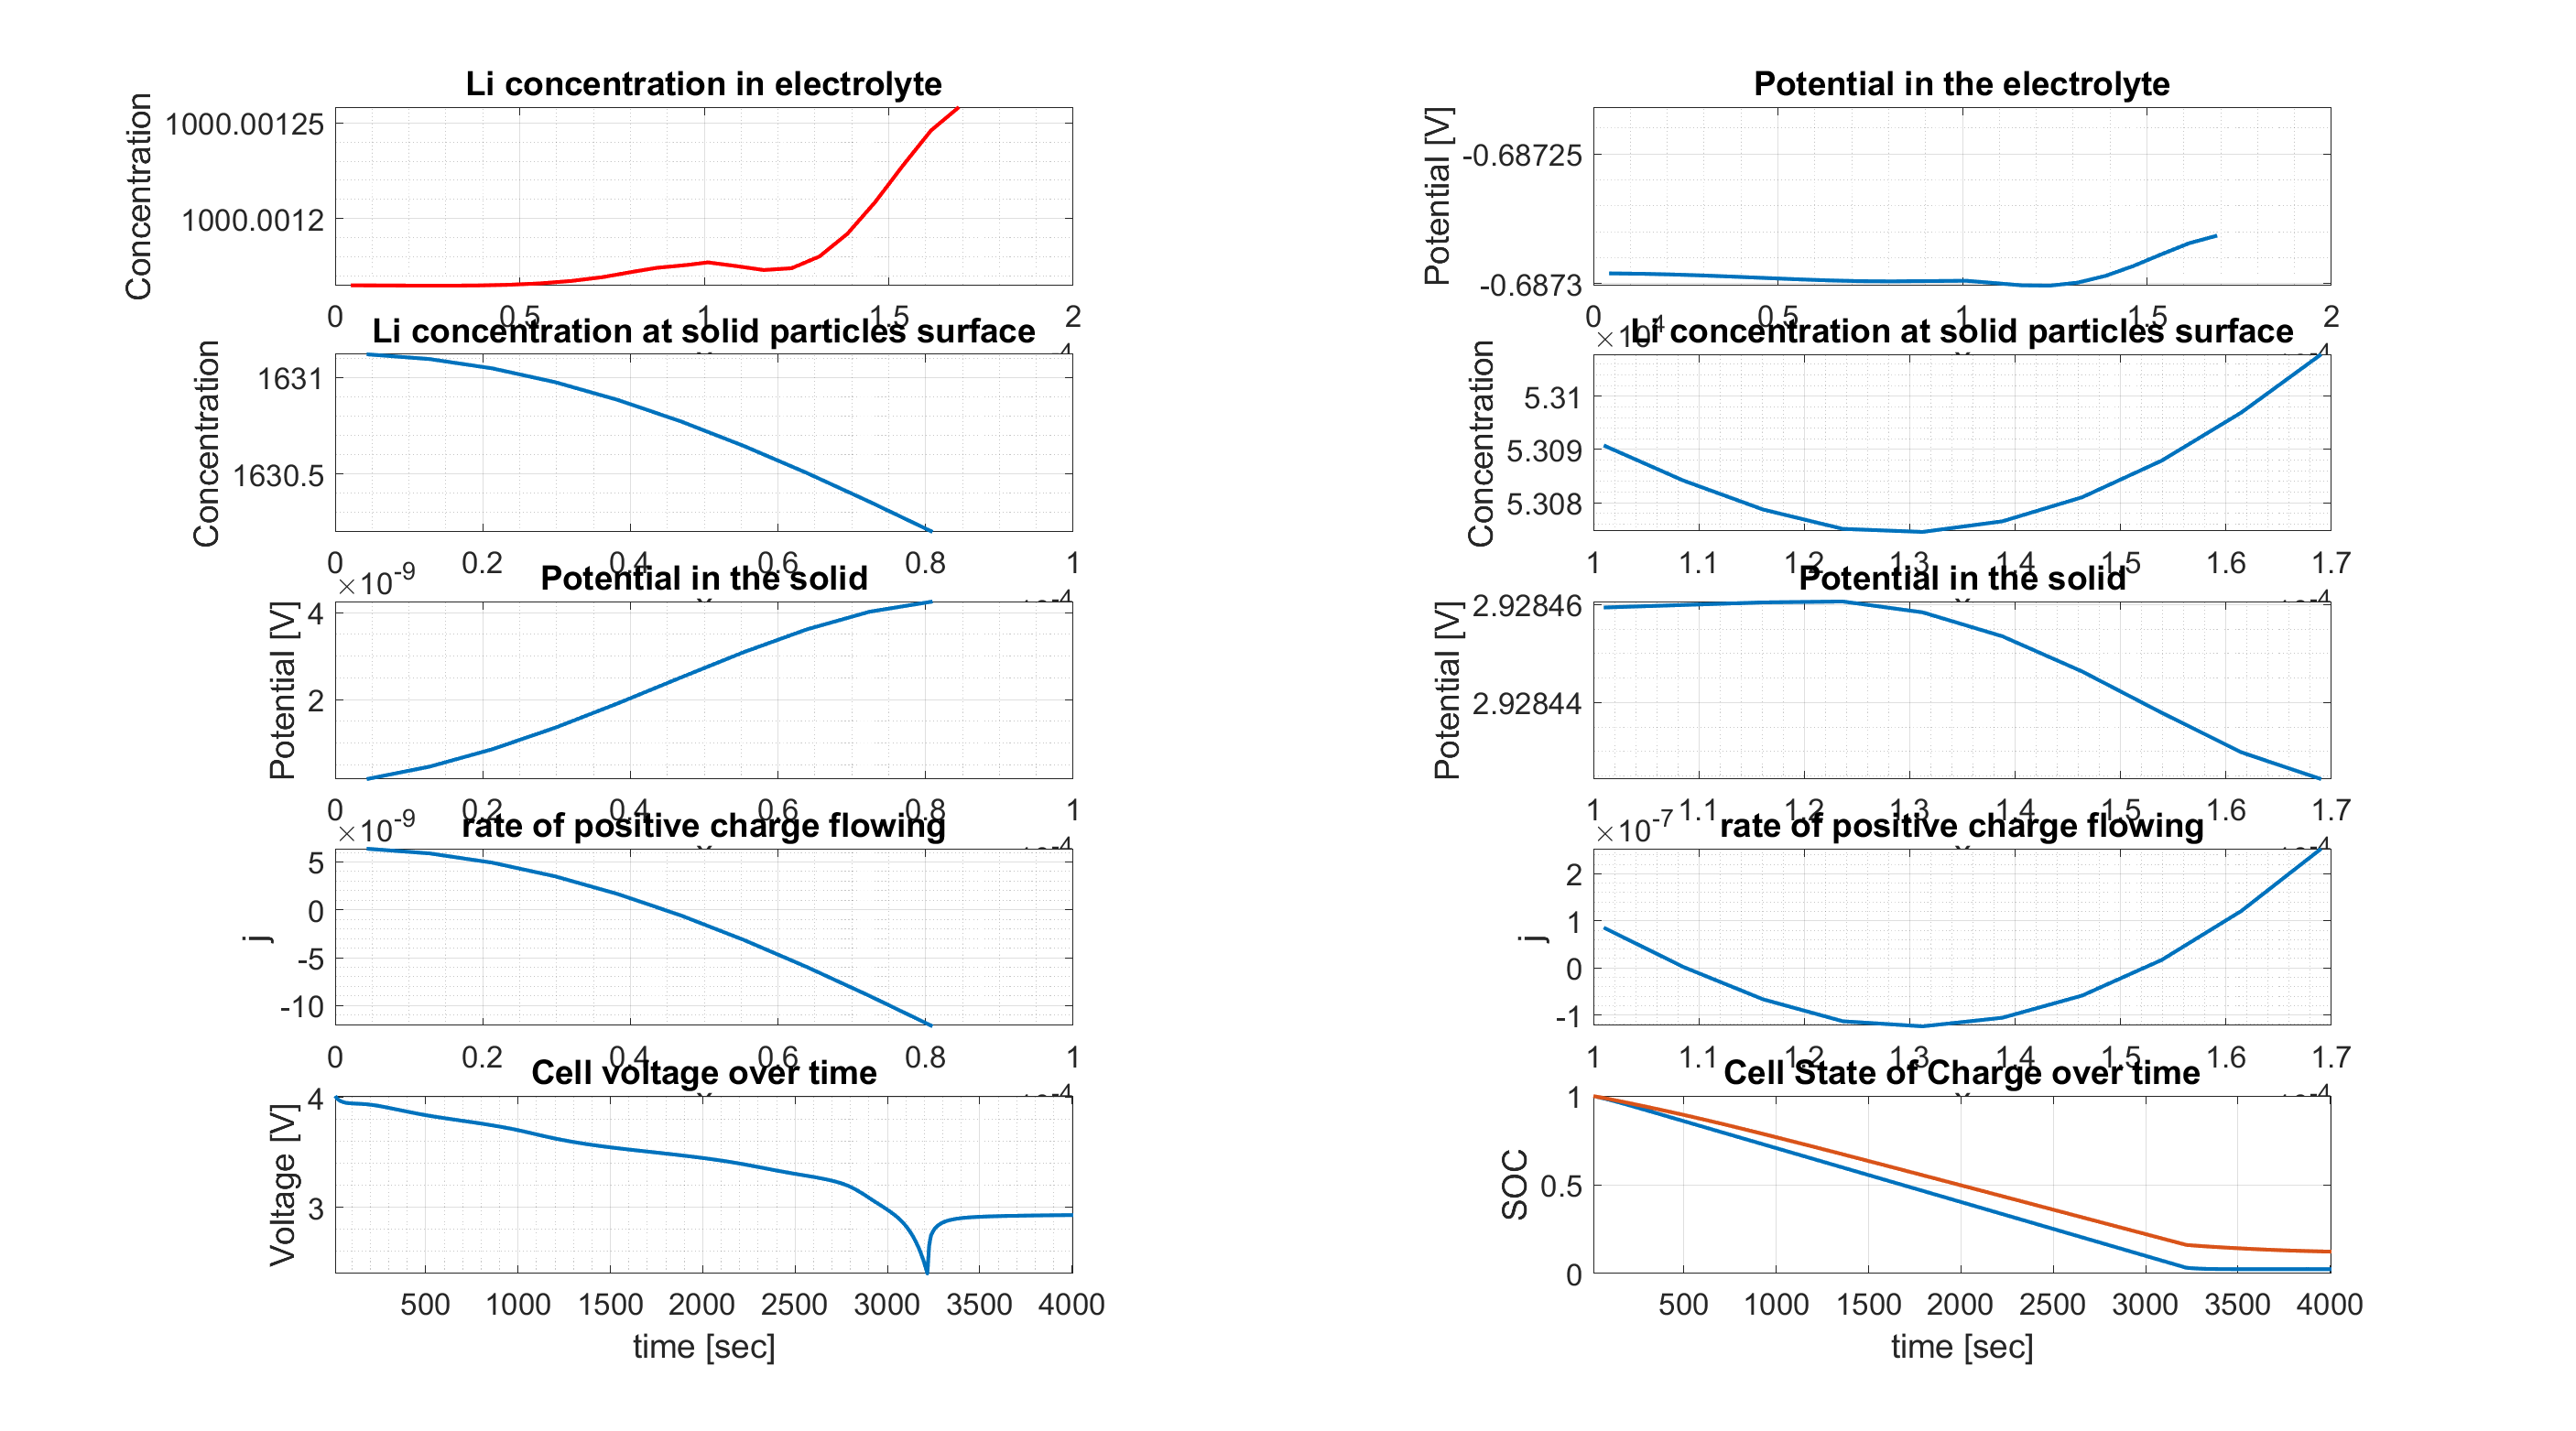 Li concentration in electrolyte
Concentration
1000.00125
1000.0012
0 0.5 1 1.5 2
Potential in the electrolyte
Potential [V]
-0.68725
-0.6873
0 0.5 1 1.5 2
Li concentration at solid particles surface
Concentration
1631
1630.5
0 0.2 0.4 0.6 0.8 1
×10⁴
Li concentration at solid particles surface
Concentration
5.31
5.309
5.308
1 1.1 1.2 1.3 1.4 1.5 1.6 1.7
×10⁻⁹
Potential in the solid
Potential [V]
4
2
0 0.2 0.4 0.6 0.8 1
Potential in the solid
Potential [V]
2.92846
2.92844
1 1.1 1.2 1.3 1.4 1.5 1.6 1.7
×10⁻⁹
rate of positive charge flowing
j
5
0
-5
-10
0 0.2 0.4 0.6 0.8 1
×10⁻⁷
rate of positive charge flowing
j
2
1
0
-1
1 1.1 1.2 1.3 1.4 1.5 1.6 1.7
Cell voltage over time
Voltage [V]
4
3
500 1000 1500 2000 2500 3000 3500 4000
time [sec]
Cell State of Charge over time
SOC
1
0.5
0
500 1000 1500 2000 2500 3000 3500 4000
time [sec]